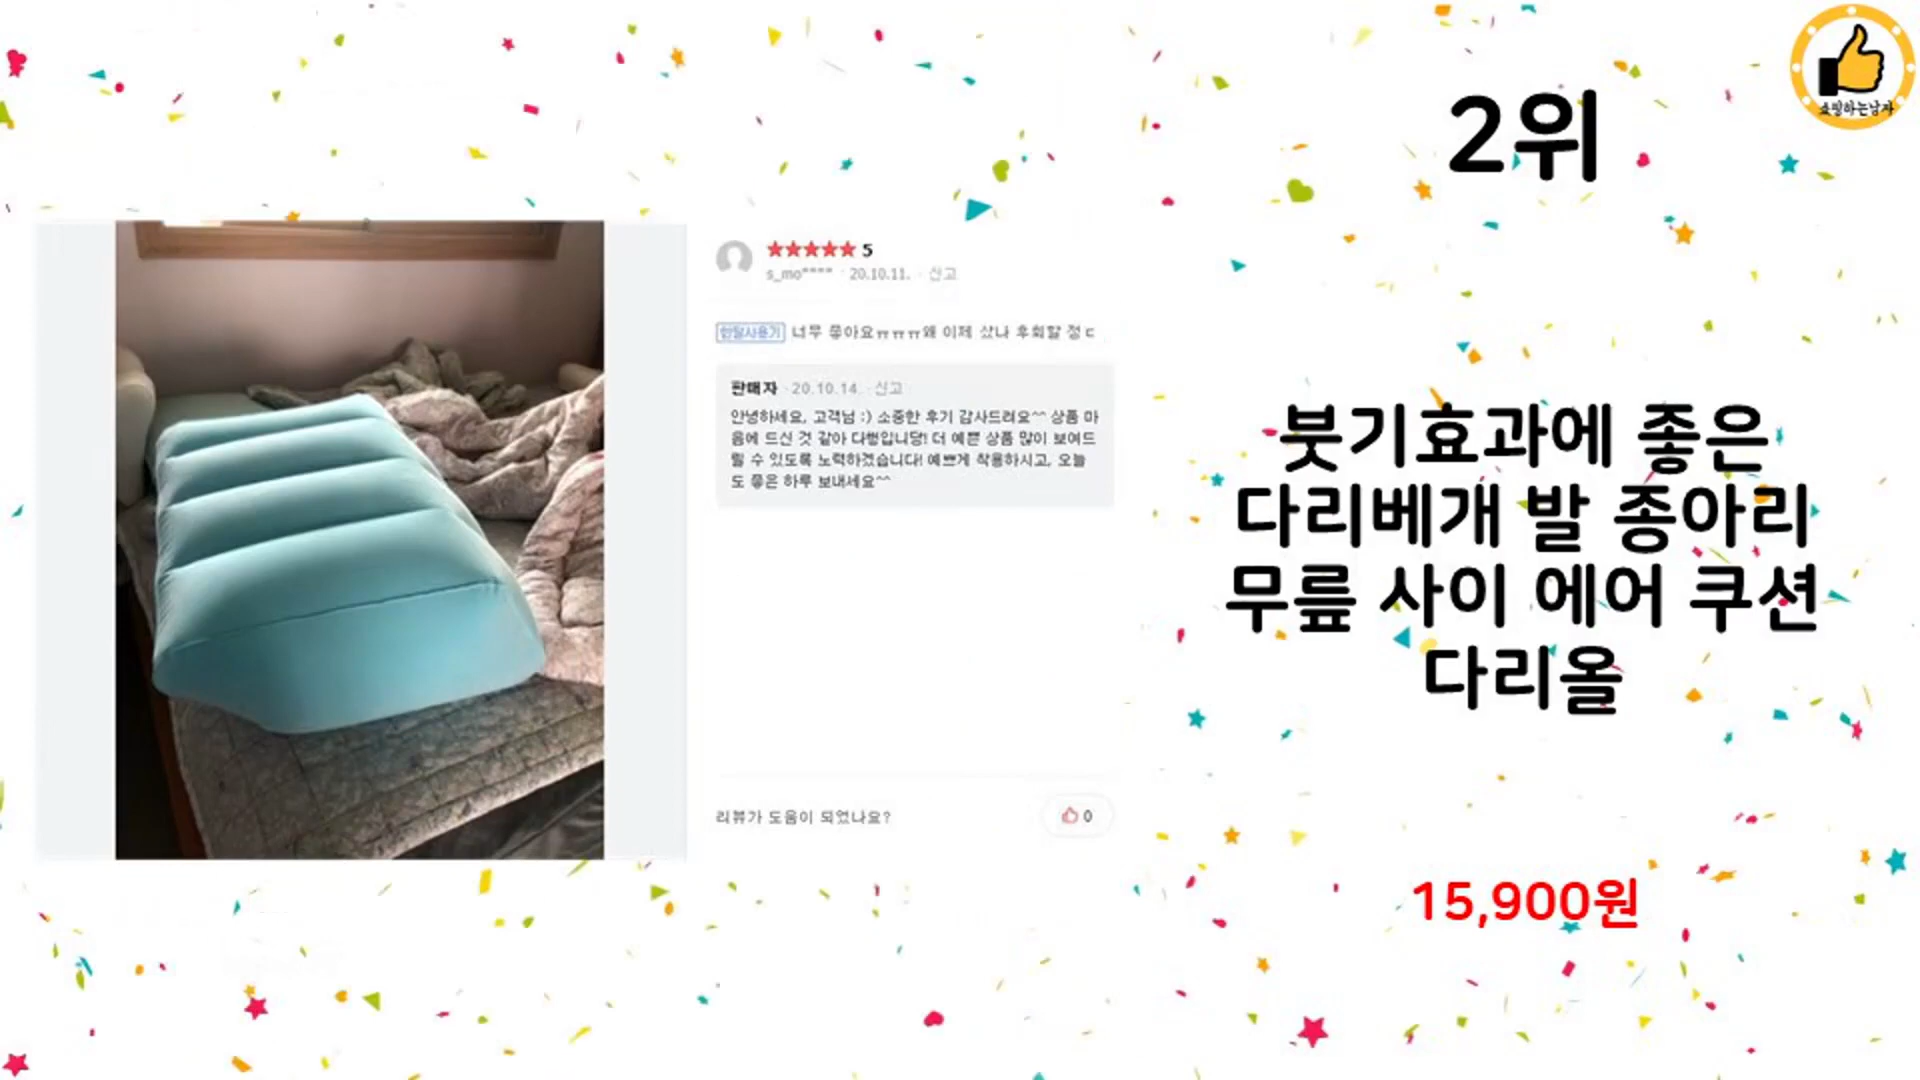 쇼핑하는남자
2위
5
s_mo**** · 20.10.11. · 신고
한달사용기 너무 좋아요ㅠㅠㅠ왜 이제 샀나 후회할 정ㄷ
판매자 · 20.10.14. · 신고
안녕하세요, 고객님 :) 소중한 후기 감사드려요^^ 상품 마
음에 드신 것 같아 다행입니당! 더 예쁜 상품 많이 보여드
릴 수 있도록 노력하겠습니다! 예쁘게 착용하시고, 오늘
도 좋은 하루 보내세요^^
리뷰가 도움이 되었나요?
0
붓기효과에 좋은
다리베개 발 종아리
무릎 사이 에어 쿠션
다리올
15,900원